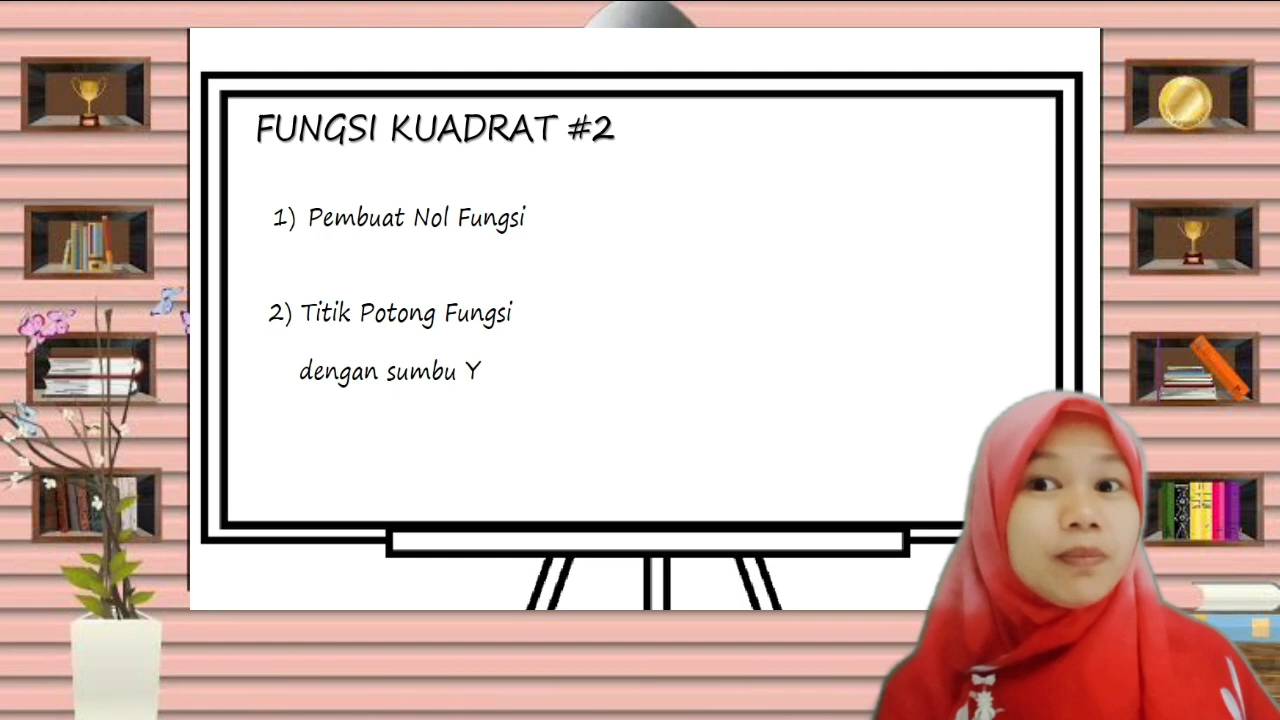 FUNGSI KUADRAT #2
1) Pembuat Nol Fungsi
2) Titik Potong Fungsi
dengan sumbu Y